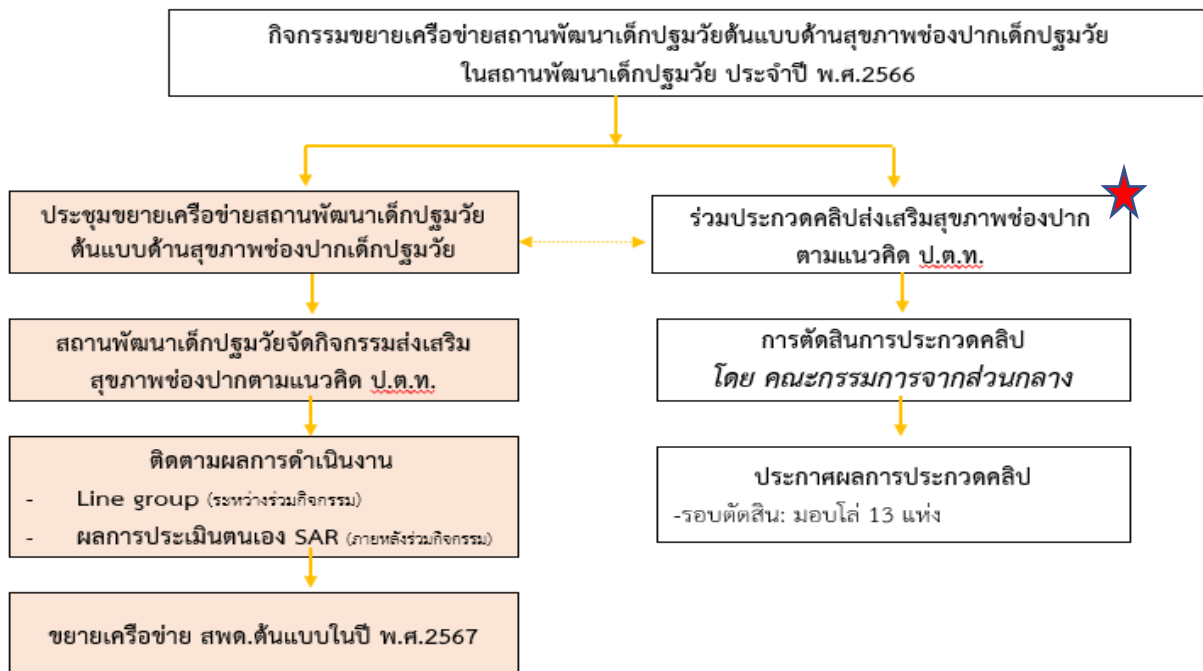 กิจกรรมขยายเครือข่ายสถานพัฒนาเด็กปฐมวัยต้นแบบด้านสุขภาพช่องปากเด็กปฐมวัย
ในสถานพัฒนาเด็กปฐมวัย ประจำปี พ.ศ.2566
ประชุมขยายเครือข่ายสถานพัฒนาเด็กปฐมวัย
ต้นแบบด้านสุขภาพช่องปากเด็กปฐมวัย
สถานพัฒนาเด็กปฐมวัยจัดกิจกรรมส่งเสริม
สุขภาพช่องปากตามแนวคิด ป.ต.ท.
ติดตามผลการดำเนินงาน
- Line group (ระหว่างร่วมกิจกรรม)
- ผลการประเมินตนเอง SAR (ภายหลังร่วมกิจกรรม)
ขยายเครือข่าย สพด.ต้นแบบในปี พ.ศ.2567
ร่วมประกวดคลิปส่งเสริมสุขภาพช่องปาก
ตามแนวคิด ป.ต.ท.
การตัดสินการประกวดคลิป
โดย คณะกรรมการจากส่วนกลาง
ประกาศผลการประกวดคลิป
-รอบตัดสิน: มอบโล่ 13 แห่ง